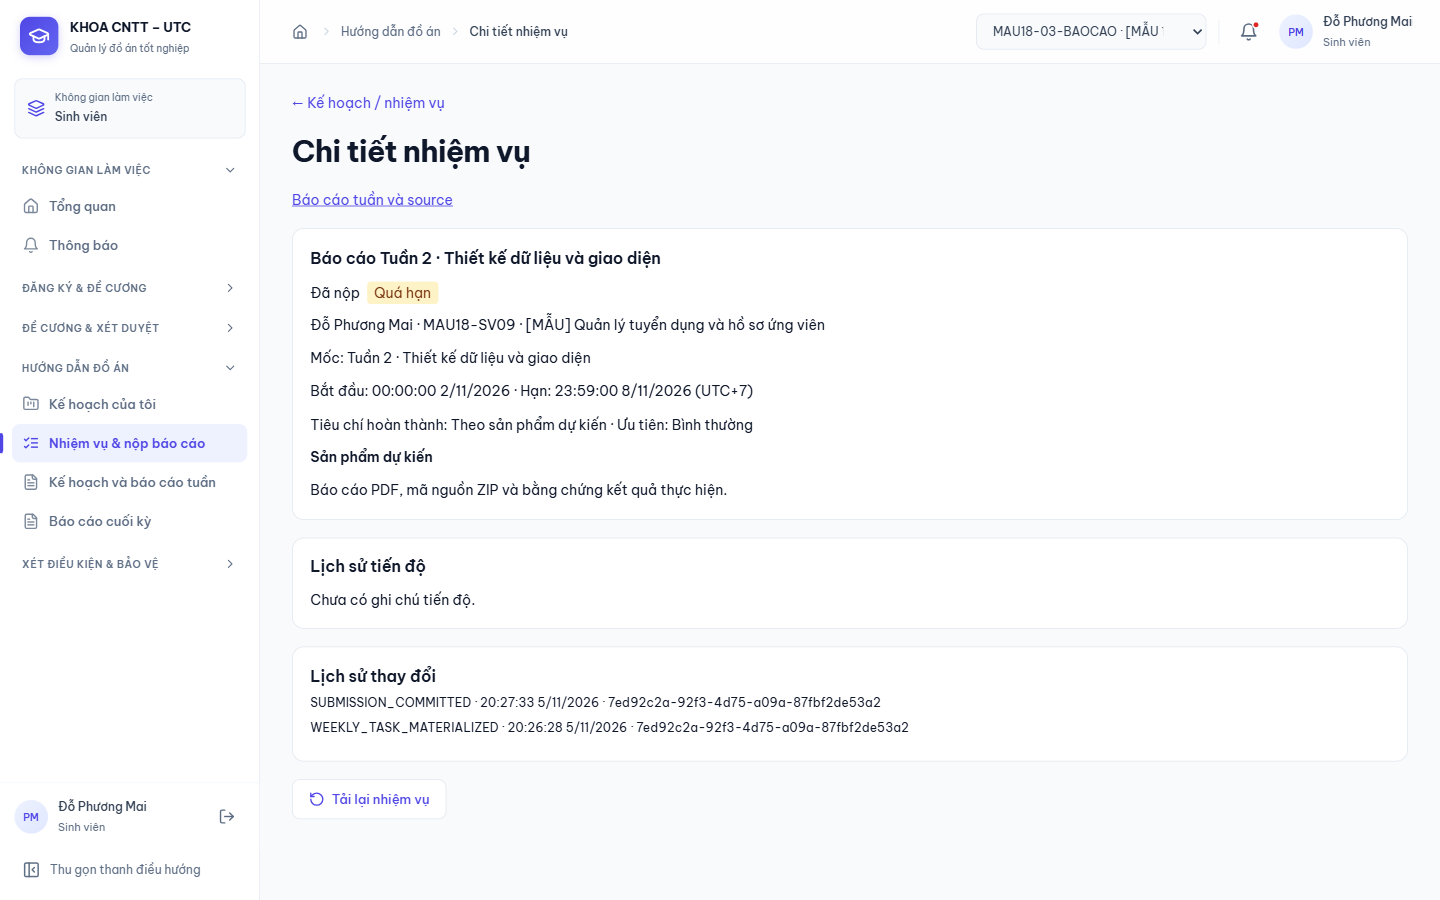 KHOA CNTT – UTC
Quản lý đồ án tốt nghiệp
Không gian làm việc
Sinh viên
KHÔNG GIAN LÀM VIỆC
Tổng quan
Thông báo
ĐĂNG KÝ & ĐỀ CƯƠNG
ĐỀ CƯƠNG & XÉT DUYỆT
HƯỚNG DẪN ĐỒ ÁN
Kế hoạch của tôi
Nhiệm vụ & nộp báo cáo
Kế hoạch và báo cáo tuần
Báo cáo cuối kỳ
XÉT ĐIỀU KIỆN & BẢO VỆ
PM
Đỗ Phương Mai
Sinh viên
Thu gọn thanh điều hướng
Hướng dẫn đồ án
Chi tiết nhiệm vụ
MAU18-03-BAOCAO · [MẪU
PM
Đỗ Phương Mai
Sinh viên
← Kế hoạch / nhiệm vụ
Chi tiết nhiệm vụ
Báo cáo tuần và source
Báo cáo Tuần 2 · Thiết kế dữ liệu và giao diện
Đã nộp Quá hạn
Đỗ Phương Mai · MAU18-SV09 · [MẪU] Quản lý tuyển dụng và hồ sơ ứng viên
Mốc: Tuần 2 · Thiết kế dữ liệu và giao diện
Bắt đầu: 00:00:00 2/11/2026 · Hạn: 23:59:00 8/11/2026 (UTC+7)
Tiêu chí hoàn thành: Theo sản phẩm dự kiến · Ưu tiên: Bình thường
Sản phẩm dự kiến
Báo cáo PDF, mã nguồn ZIP và bằng chứng kết quả thực hiện.
Lịch sử tiến độ
Chưa có ghi chú tiến độ.
Lịch sử thay đổi
SUBMISSION_COMMITTED · 20:27:33 5/11/2026 · 7ed92c2a-92f3-4d75-a09a-87fbf2de53a2
WEEKLY_TASK_MATERIALIZED · 20:26:28 5/11/2026 · 7ed92c2a-92f3-4d75-a09a-87fbf2de53a2
Tải lại nhiệm vụ